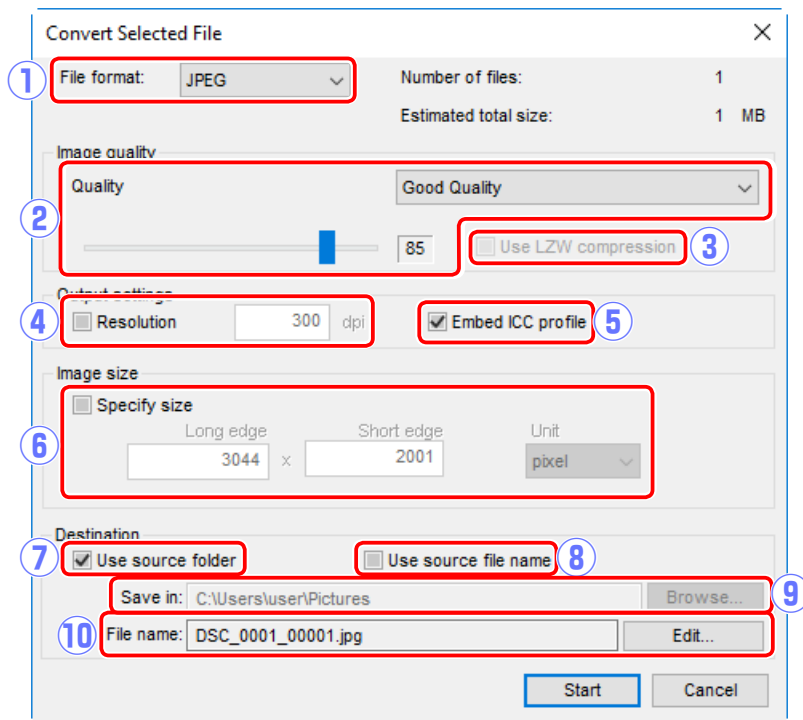 Convert Selected File
① File format: JPEG Number of files: 1
Estimated total size: 1 MB
Image quality
② Quality Good Quality
85 Use LZW compression ③
Output settings
④ Resolution 300 dpi Embed ICC profile ⑤
Image size
Specify size
Long edge Short edge Unit
⑥ 3044 x 2001 pixel
Destination
⑦ Use source folder Use source file name ⑧
Save in: C:\Users\user\Pictures Browse... ⑨
⑩ File name: DSC_0001_00001.jpg Edit...
Start Cancel